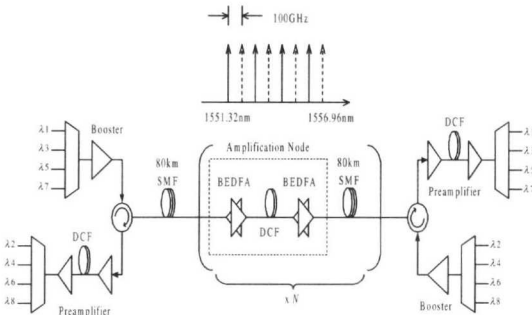 100GHz
1551.32nm 1556.96nm
λ1
λ3
λ5
λ7
Booster
80km
SMF
Amplification Node
BEDFA
DCF
BEDFA
80km
SMF
x N
DCF
Preamplifier
λ2
λ4
λ6
λ8
DCF
Preamplifier
λ2
λ4
λ6
λ8
Booster